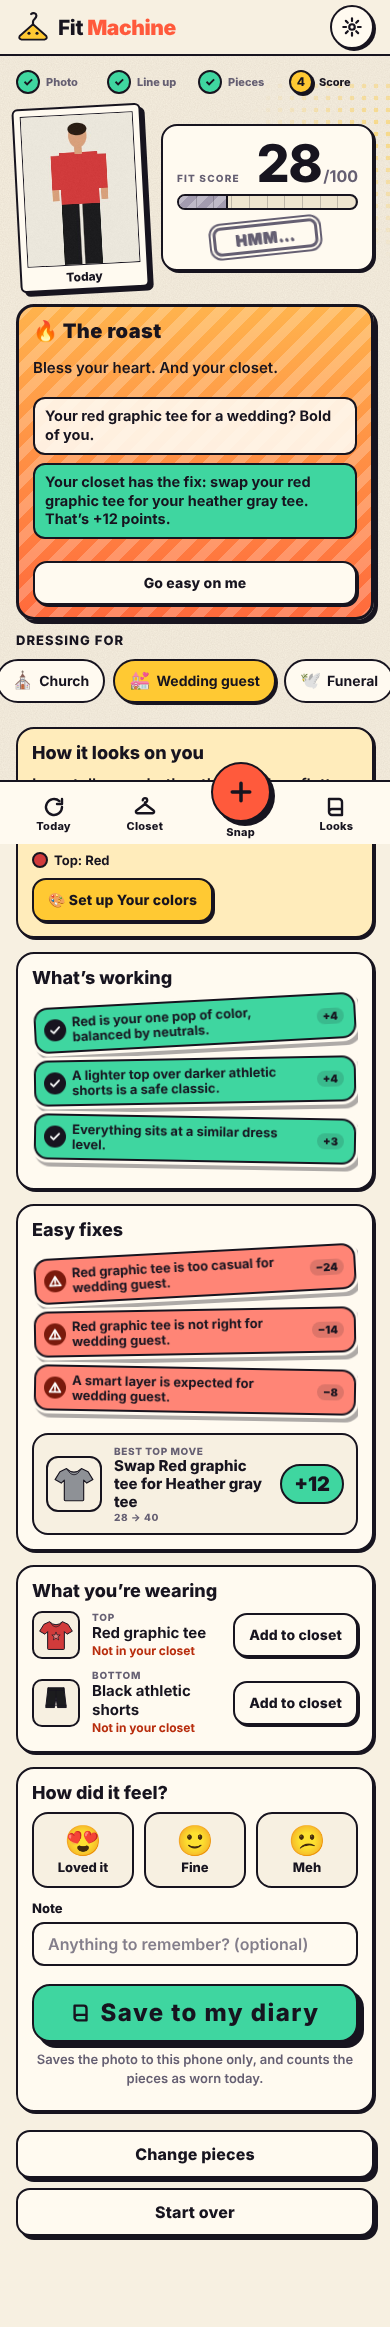 Fit Machine
Photo
Line up
Pieces
4 Score
Today
FIT SCORE 28/100
HMM...
🔥 The roast
Bless your heart. And your closet.
Your red graphic tee for a wedding? Bold
of you.
Your closet has the fix: swap your red
graphic tee for your heather gray tee.
That’s +12 points.
Go easy on me
DRESSING FOR
Church
Wedding guest
Funeral
How it looks on you
Today
Closet
Snap
Looks
Top: Red
🎨 Set up Your colors
What’s working
Red is your one pop of color,
balanced by neutrals.
+4
A lighter top over darker athletic
shorts is a safe classic.
+4
Everything sits at a similar dress
level.
+3
Easy fixes
Red graphic tee is too casual for
wedding guest.
−24
Red graphic tee is not right for
wedding guest.
−14
A smart layer is expected for
wedding guest.
−8
BEST TOP MOVE
Swap Red graphic
tee for Heather gray
tee
28 → 40
+12
What you’re wearing
TOP
Red graphic tee
Not in your closet
Add to closet
BOTTOM
Black athletic
shorts
Not in your closet
Add to closet
How did it feel?
Loved it
Fine
Meh
Note
Anything to remember? (optional)
Save to my diary
Saves the photo to this phone only, and counts the
pieces as worn today.
Change pieces
Start over